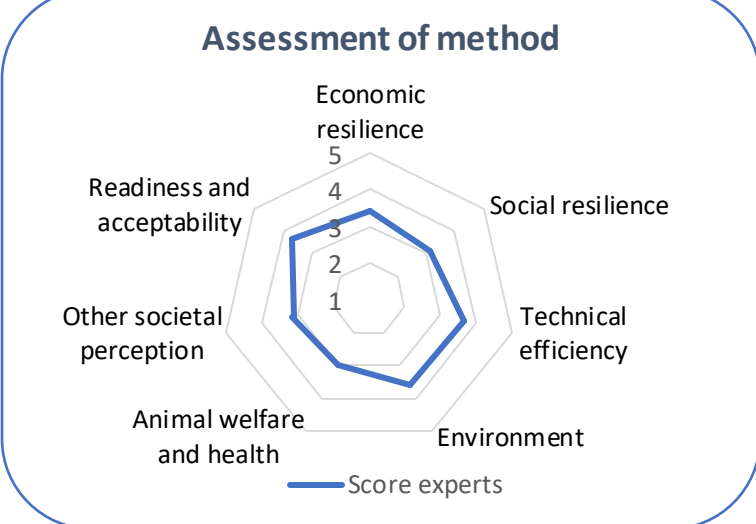 Assessment of method
Economic
resilience
5
4
3
2
1
Social resilience
Technical
efficiency
Environment
Animal welfare
and health
Other societal
perception
Readiness and
acceptability
Score experts